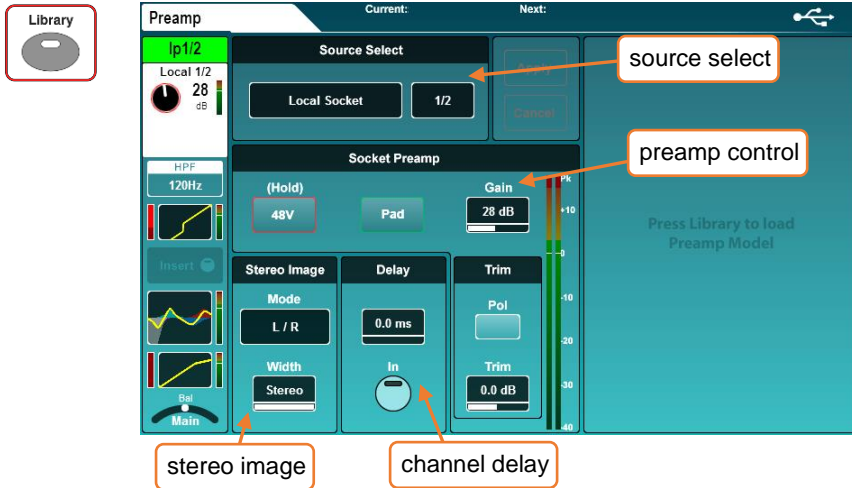 Library
Preamp
Current:
Next:
Ip1/2
Local 1/2
28
dB
HPF
120Hz
Insert
Bal
Main
Source Select
Local Socket
1/2
Apply
Cancel
source select
Socket Preamp
preamp control
(Hold)
48V
Pad
Gain
28 dB
Pk
+10
0
-10
-20
-30
-40
Press Library to load
Preamp Model
Stereo Image
Mode
L / R
Width
Stereo
Delay
0.0 ms
In
Trim
Pol
Trim
0.0 dB
stereo image
channel delay